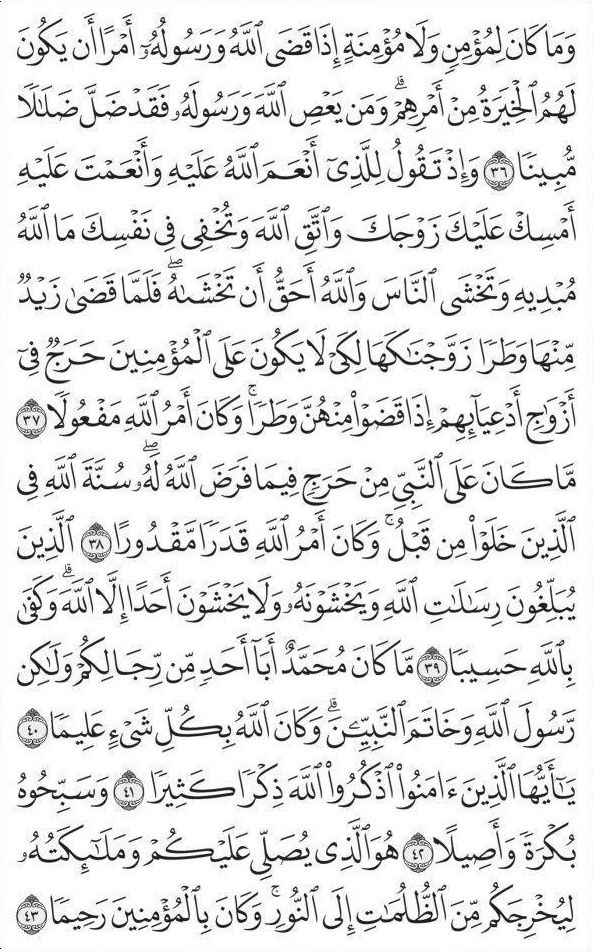 وَمَا كَانَ لِمُؤْمِنٍ وَلَا مُؤْمِنَةٍ إِذَا قَضَى ٱللَّهُ وَرَسُولُهُۥٓ أَمْرًا أَن يَكُونَ
لَهُمُ ٱلْخِيَرَةُ مِنْ أَمْرِهِمْۗ وَمَن يَعْصِ ٱللَّهَ وَرَسُولَهُۥ فَقَدْ ضَلَّ ضَلَٰلًا
مُّبِينًا ٣٦ وَإِذْ تَقُولُ لِلَّذِىٓ أَنْعَمَ ٱللَّهُ عَلَيْهِ وَأَنْعَمْتَ عَلَيْهِ
أَمْسِكْ عَلَيْكَ زَوْجَكَ وَٱتَّقِ ٱللَّهَ وَتُخْفِى فِى نَفْسِكَ مَا ٱللَّهُ
مُبْدِيهِ وَتَخْشَى ٱلنَّاسَ وَٱللَّهُ أَحَقُّ أَن تَخْشَىٰهُۖ فَلَمَّا قَضَىٰ زَيْدٌ
مِّنْهَا وَطَرًا زَوَّجْنَٰكَهَا لِكَىْ لَا يَكُونَ عَلَى ٱلْمُؤْمِنِينَ حَرَجٌ فِىٓ
أَزْوَٰجِ أَدْعِيَآئِهِمْ إِذَا قَضَوْا۟ مِنْهُنَّ وَطَرًاۚ وَكَانَ أَمْرُ ٱللَّهِ مَفْعُولًا ٣٧
مَّا كَانَ عَلَى ٱلنَّبِىِّ مِنْ حَرَجٍ فِيمَا فَرَضَ ٱللَّهُ لَهُۥۖ سُنَّةَ ٱللَّهِ فِى
ٱلَّذِينَ خَلَوْا۟ مِن قَبْلُۚ وَكَانَ أَمْرُ ٱللَّهِ قَدَرًا مَّقْدُورًا ٣٨ ٱلَّذِينَ
يُبَلِّغُونَ رِسَٰلَٰتِ ٱللَّهِ وَيَخْشَوْنَهُۥ وَلَا يَخْشَوْنَ أَحَدًا إِلَّا ٱللَّهَۗ وَكَفَىٰ
بِٱللَّهِ حَسِيبًا ٣٩ مَّا كَانَ مُحَمَّدٌ أَبَآ أَحَدٍ مِّن رِّجَالِكُمْ وَلَٰكِن
رَّسُولَ ٱللَّهِ وَخَاتَمَ ٱلنَّبِيِّۦنَۗ وَكَانَ ٱللَّهُ بِكُلِّ شَىْءٍ عَلِيمًا ٤٠
يَٰٓأَيُّهَا ٱلَّذِينَ ءَامَنُوا۟ ٱذْكُرُوا۟ ٱللَّهَ ذِكْرًا كَثِيرًا ٤١ وَسَبِّحُوهُ
بُكْرَةً وَأَصِيلًا ٤٢ هُوَ ٱلَّذِى يُصَلِّى عَلَيْكُمْ وَمَلَٰٓئِكَتُهُۥ
لِيُخْرِجَكُم مِّنَ ٱلظُّلُمَٰتِ إِلَى ٱلنُّورِۚ وَكَانَ بِٱلْمُؤْمِنِينَ رَحِيمًا ٤٣